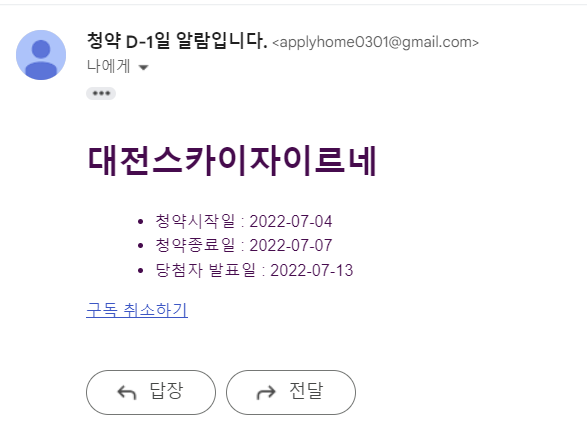 청약 D-1일 알람입니다. <applyhome0301@gmail.com>
나에게
대전스카이자이르네
• 청약시작일 : 2022-07-04
• 청약종료일 : 2022-07-07
• 당첨자 발표일 : 2022-07-13
구독 취소하기
답장 전달